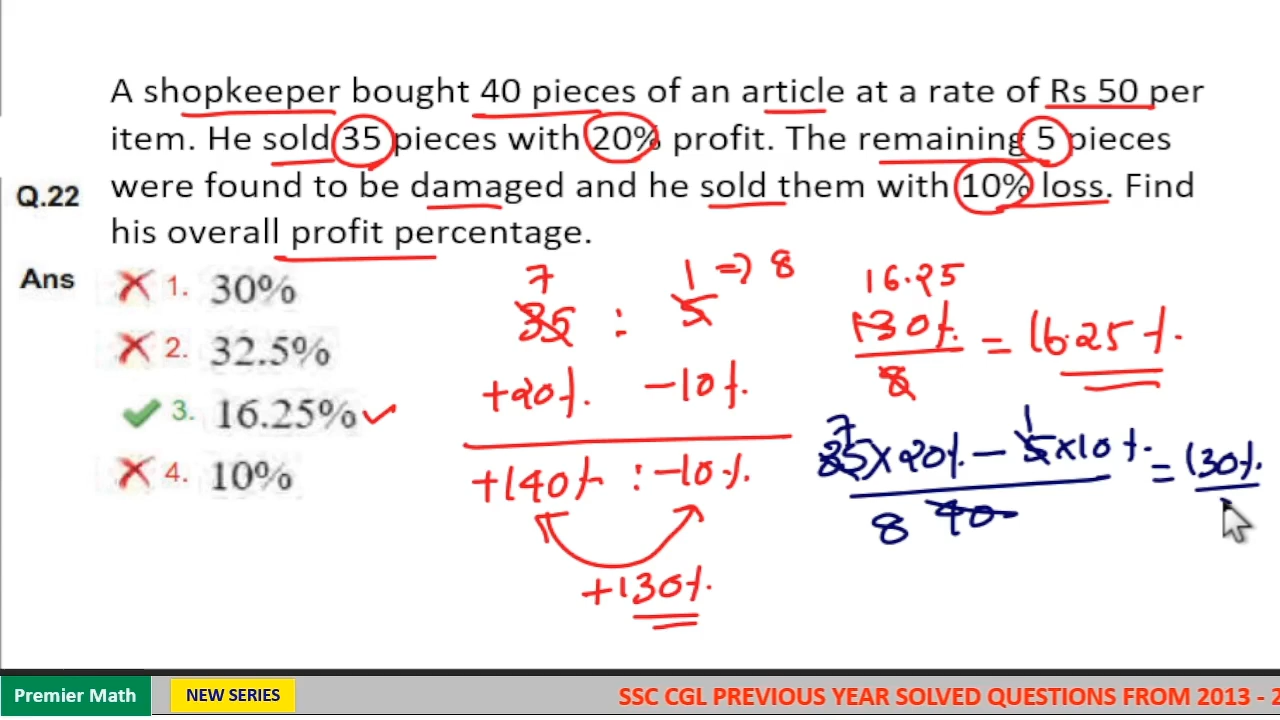 A shopkeeper bought 40 pieces of an article at a rate of Rs 50 per
item. He sold 35 pieces with 20% profit. The remaining 5 pieces
Q.22 were found to be damaged and he sold them with 10% loss. Find
his overall profit percentage.
Ans
1. 30%
2. 32.5%
3. 16.25%
4. 10%
7 1 => 8
35 : 5
+20% -10%
+140% : -10%
+130%
16.25
130% / 8 = 16.25%
7 1
35×20% - 5×10% = 130%
8 40
Premier Math
NEW SERIES
SSC CGL PREVIOUS YEAR SOLVED QUESTIONS FROM 2013 - 2